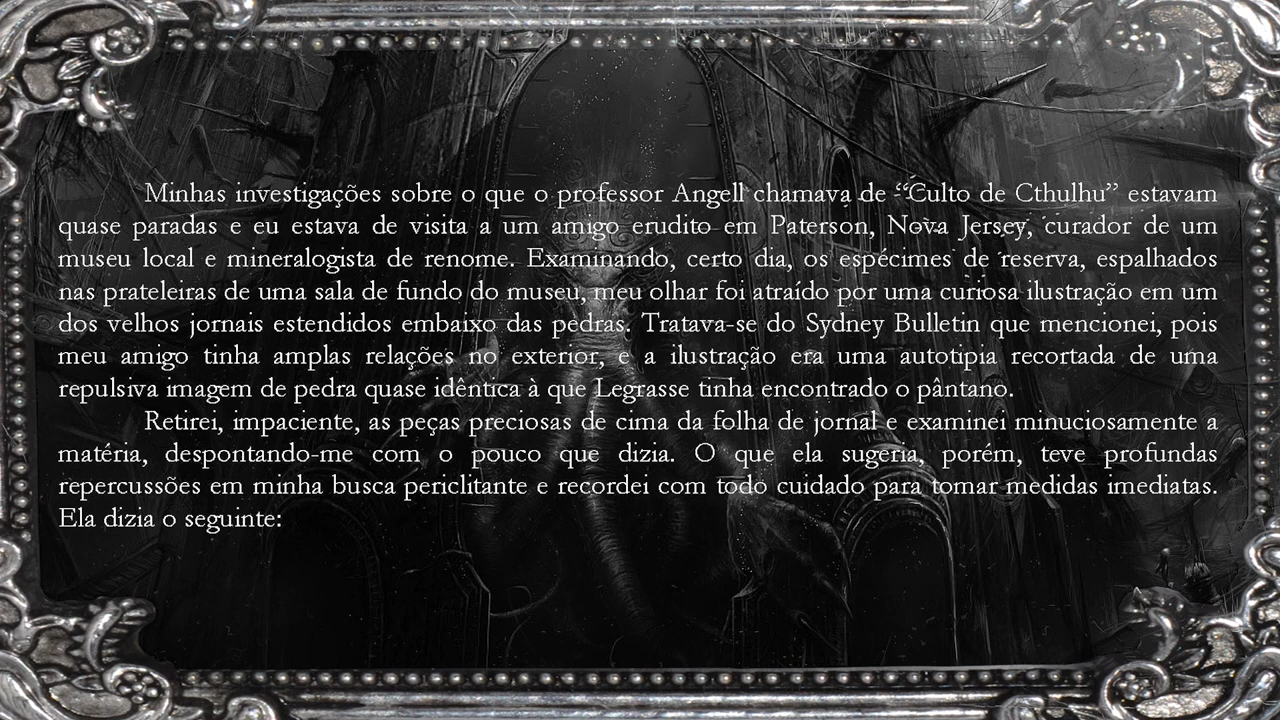 Minhas investigações sobre o que o professor Angell chamava de “Culto de Cthulhu” estavam
quase paradas e eu estava de visita a um amigo erudito em Paterson, Nova Jersey, curador de um
museu local e mineralogista de renome. Examinando, certo dia, os espécimes de reserva, espalhados
nas prateleiras de uma sala de fundo do museu, meu olhar foi atraído por uma curiosa ilustração em um
dos velhos jornais estendidos embaixo das pedras. Tratava-se do Sydney Bulletin que mencionei, pois
meu amigo tinha amplas relações no exterior, e a ilustração era uma autotipia recortada de uma
repulsiva imagem de pedra quase idêntica à que Legrasse tinha encontrado o pântano.
Retirei, impaciente, as peças preciosas de cima da folha de jornal e examinei minuciosamente a
matéria, despontando-me com o pouco que dizia. O que ela sugeria, porém, teve profundas
repercussões em minha busca periclitante e recordei com todo cuidado para tomar medidas imediatas.
Ela dizia o seguinte: